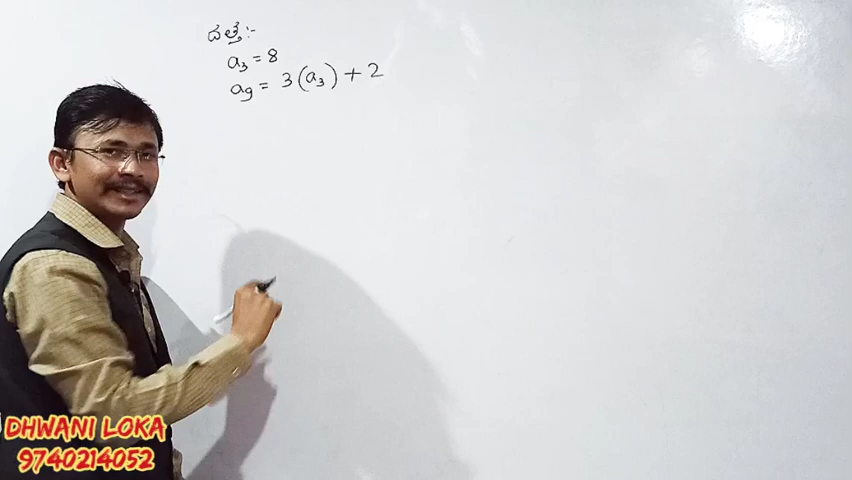 ದತ್ತ:-
a₃ = 8
a₉ = 3(a₃) + 2
DHWANI LOKA
9740214052